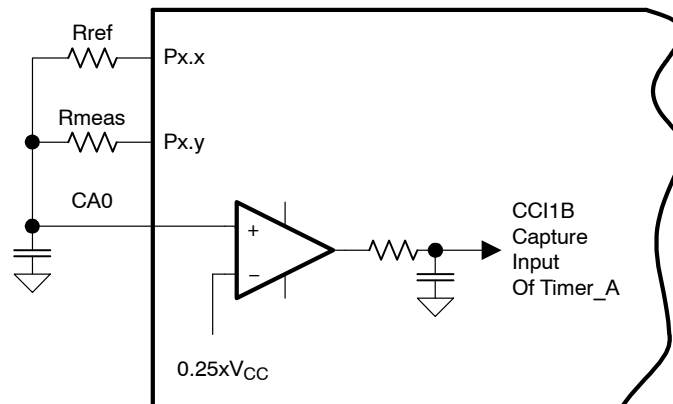 Rref
Px.x
Rmeas
Px.y
CA0
+
−
CCI1B
Capture
Input
Of Timer_A
0.25xVCC